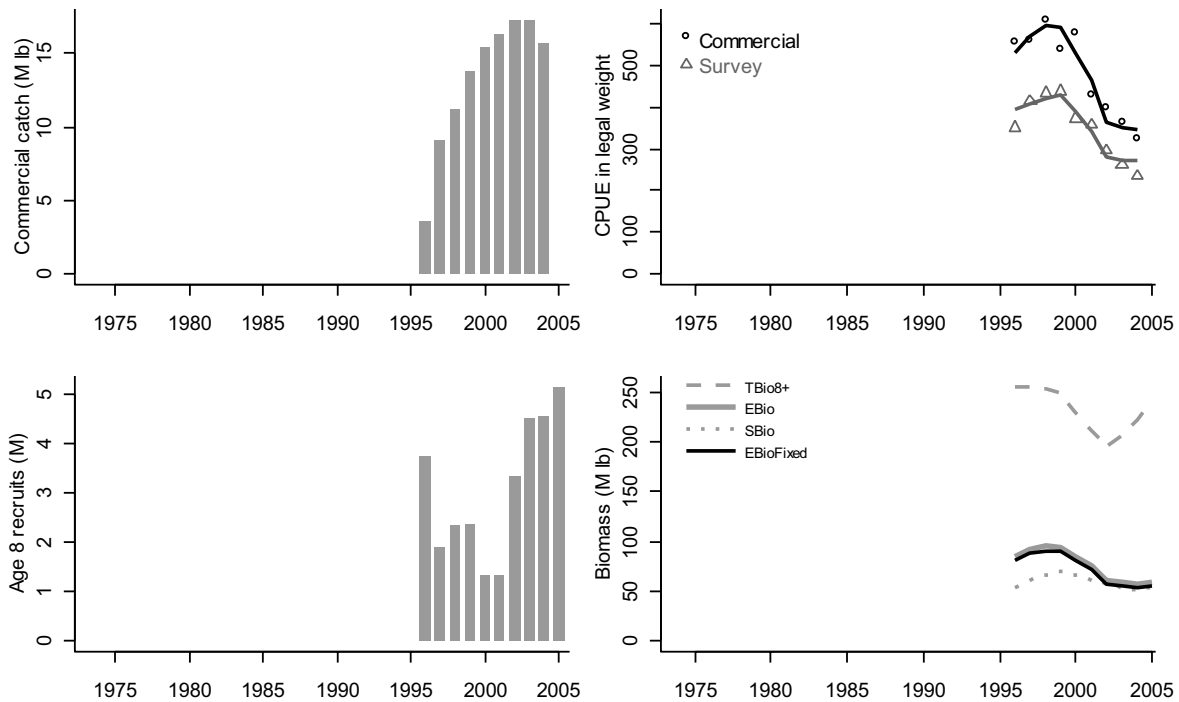 Commercial catch (M lb)
0 5 10 15
1975 1980 1985 1990 1995 2000 2005
CPUE in legal weight
0 100 300 500
Commercial
Survey
1975 1980 1985 1990 1995 2000 2005
Age 8 recruits (M)
0 1 2 3 4 5
1975 1980 1985 1990 1995 2000 2005
Biomass (M lb)
0 50 100 150 200 250
TBio8+
EBio
SBio
EBioFixed
1975 1980 1985 1990 1995 2000 2005